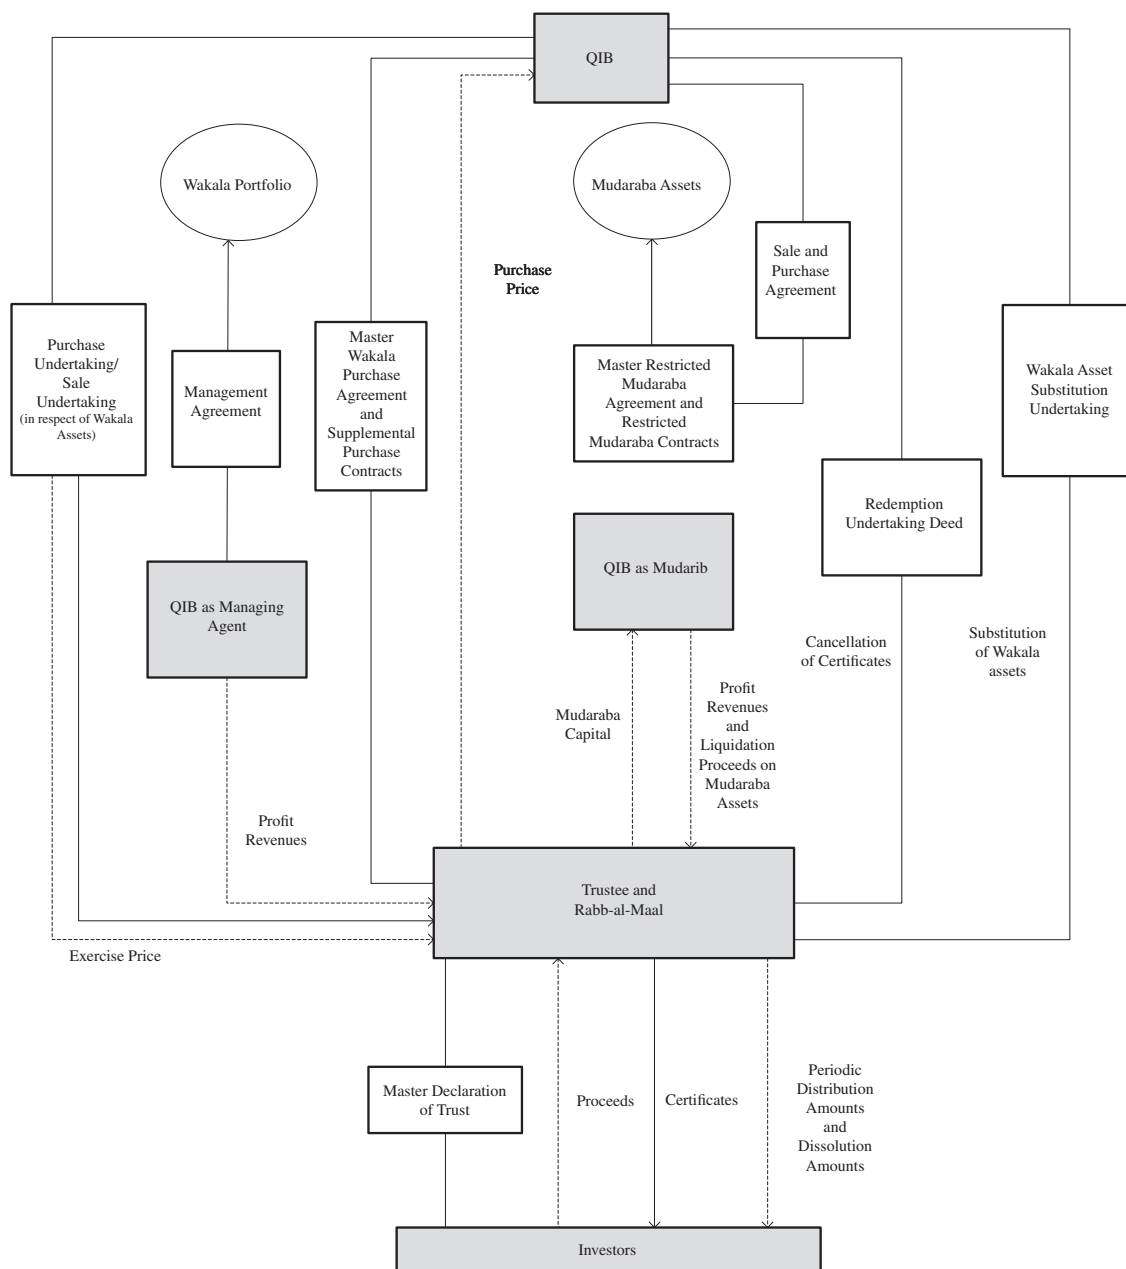 QIB
Wakala Portfolio
Mudaraba Assets
Purchase
Price
Sale and
Purchase
Agreement
Purchase
Undertaking/
Sale
Undertaking
(in respect of Wakala
Assets)
Management
Agreement
Master
Wakala
Purchase
Agreement
and
Supplemental
Purchase
Contracts
Master Restricted
Mudaraba
Agreement and
Restricted
Mudaraba Contracts
Wakala Asset
Substitution
Undertaking
Redemption
Undertaking Deed
QIB as Managing
Agent
QIB as Mudarib
Cancellation
of Certificates
Substitution
of Wakala
assets
Mudaraba
Capital
Profit
Revenues
and
Liquidation
Proceeds on
Mudaraba
Assets
Profit
Revenues
Trustee and
Rabb-al-Maal
Exercise Price
Master Declaration
of Trust
Proceeds
Certificates
Periodic
Distribution
Amounts
and
Dissolution
Amounts
Investors